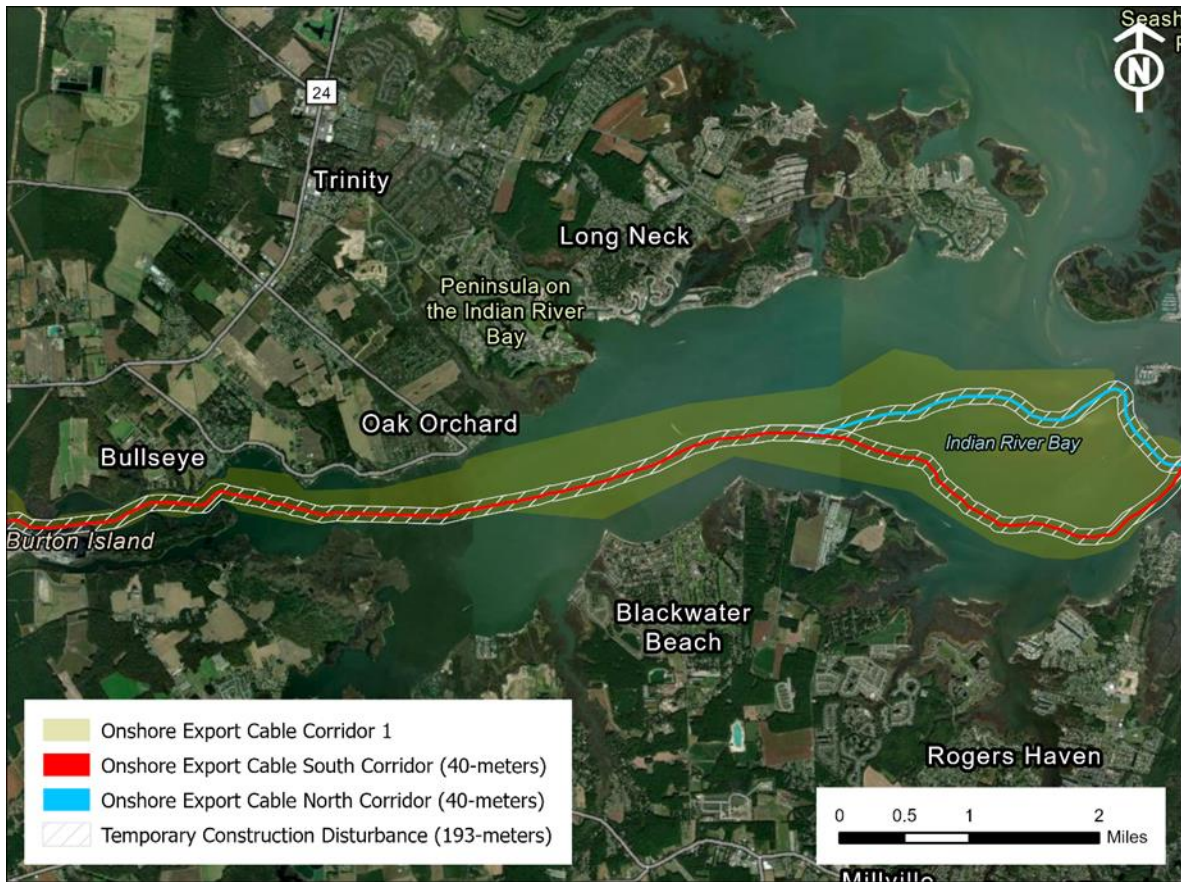 Seash
N
24
Trinity
Long Neck
Peninsula on
the Indian River
Bay
Oak Orchard
Indian River Bay
Bullseye
Burton Island
Blackwater
Beach
Onshore Export Cable Corridor 1
Onshore Export Cable South Corridor (40-meters)
Onshore Export Cable North Corridor (40-meters)
Temporary Construction Disturbance (193-meters)
Rogers Haven
0 0.5 1 2
Miles
Millville